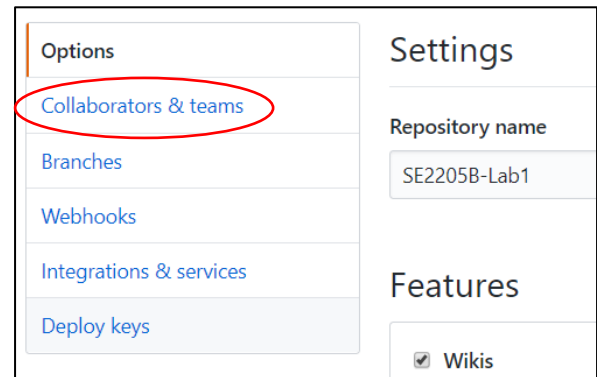 Options
Collaborators & teams
Branches
Webhooks
Integrations & services
Deploy keys
Settings
Repository name
SE2205B-Lab1
Features
Wikis